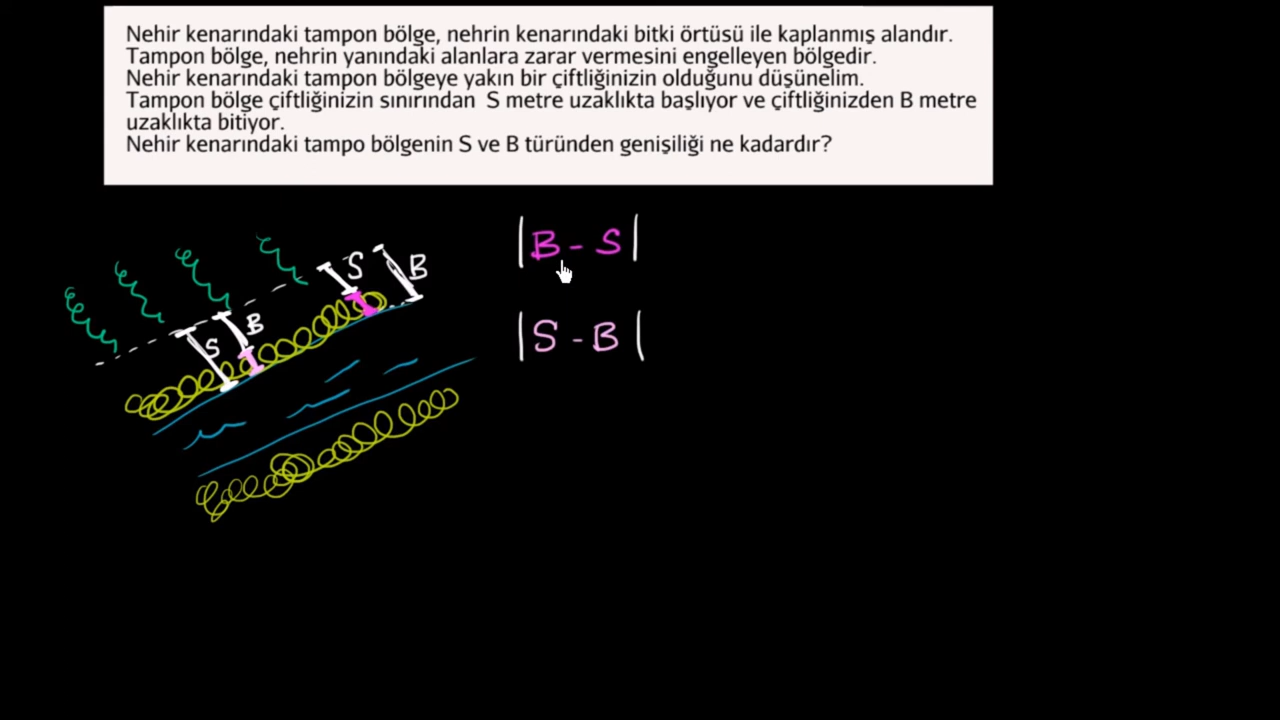 Nehir kenarındaki tampon bölge, nehrin kenarındaki bitki örtüsü ile kaplanmış alandır.
Tampon bölge, nehrin yanındaki alanlara zarar vermesini engelleyen bölgedir.
Nehir kenarındaki tampon bölgeye yakın bir çiftliğinizin olduğunu düşünelim.
Tampon bölge çiftliğinizin sınırından S metre uzaklıkta başlıyor ve çiftliğinizden B metre
uzaklıkta bitiyor.
Nehir kenarındaki tampo bölgenin S ve B türünden genişiliği ne kadardır?
|B - S|
S B
B
S
|S - B|